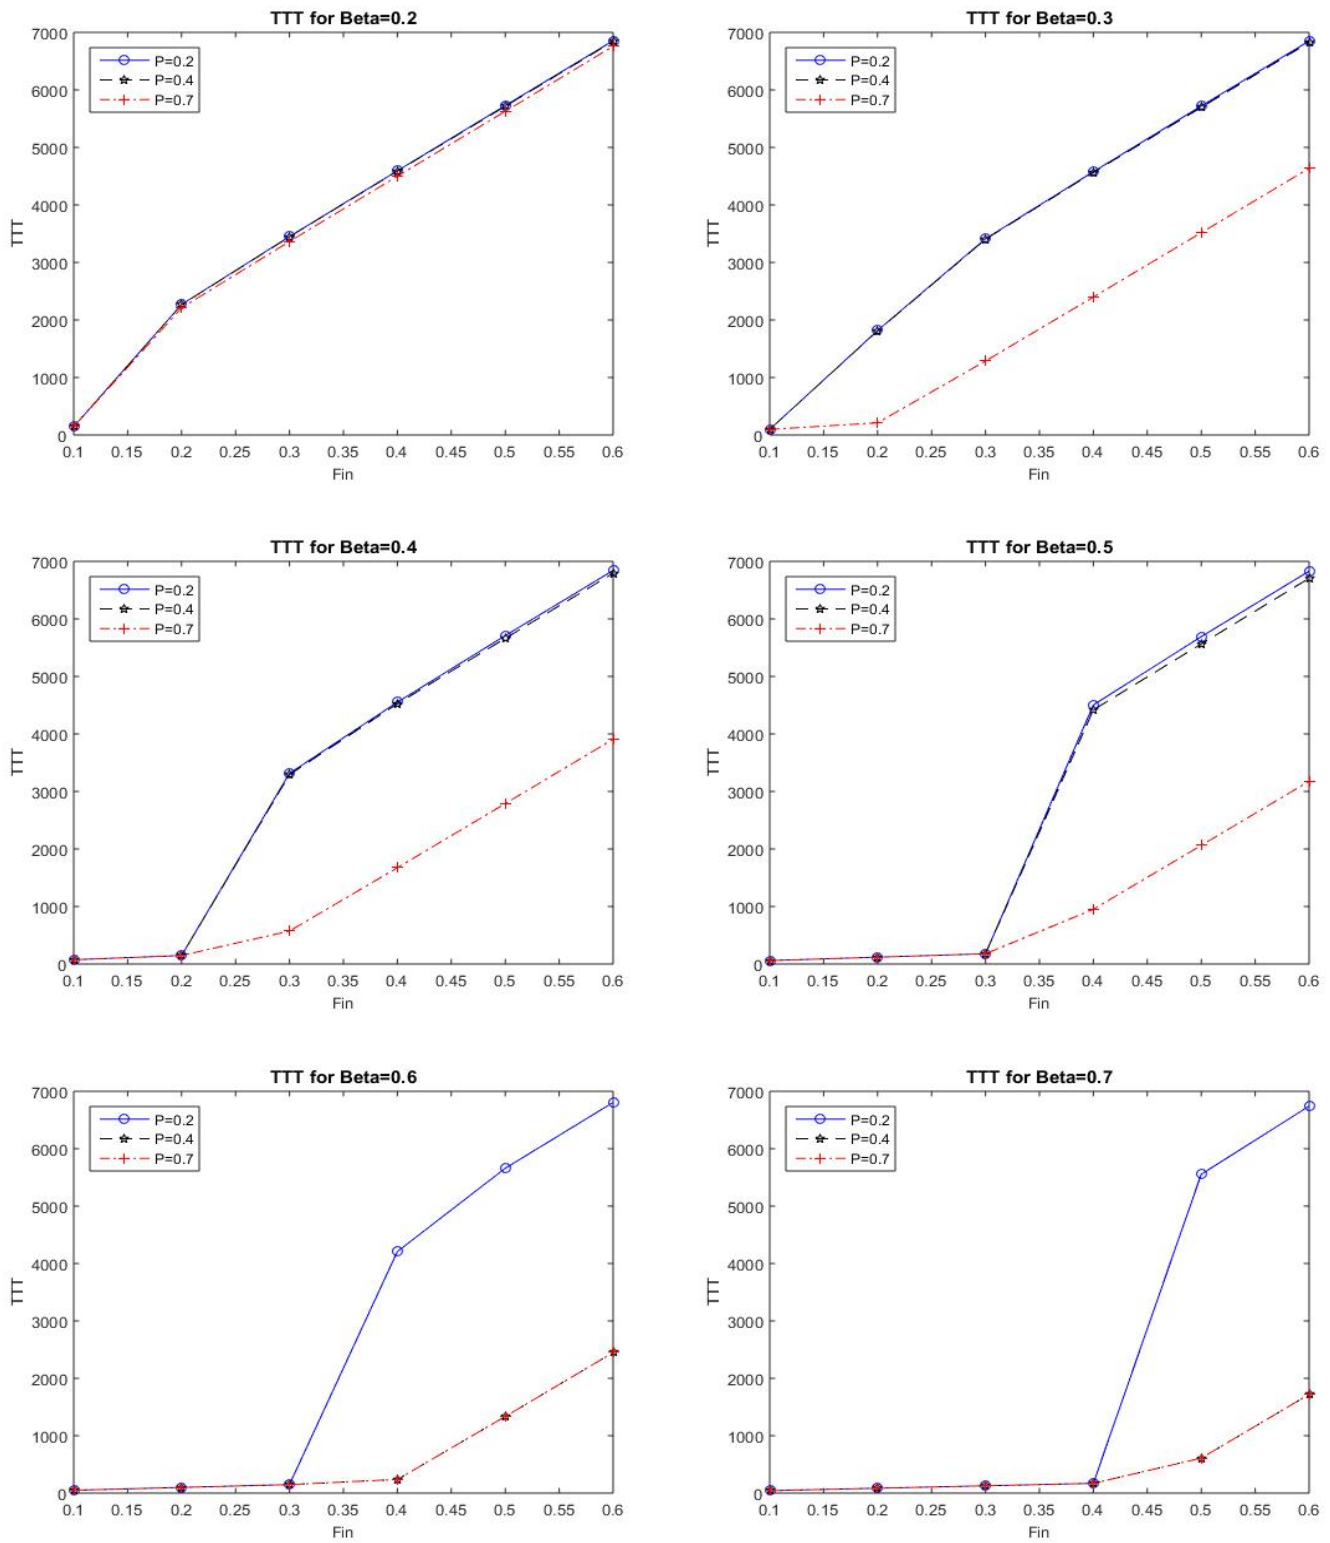 TTT for Beta=0.2
7000
P=0.2
P=0.4
P=0.7
6000
5000
4000
TTT
3000
2000
1000
0
0.1 0.15 0.2 0.25 0.3 0.35 0.4 0.45 0.5 0.55 0.6
Fin
TTT for Beta=0.3
7000
P=0.2
P=0.4
P=0.7
6000
5000
4000
TTT
3000
2000
1000
0
0.1 0.15 0.2 0.25 0.3 0.35 0.4 0.45 0.5 0.55 0.6
Fin
TTT for Beta=0.4
7000
P=0.2
P=0.4
P=0.7
6000
5000
4000
TTT
3000
2000
1000
0
0.1 0.15 0.2 0.25 0.3 0.35 0.4 0.45 0.5 0.55 0.6
Fin
TTT for Beta=0.5
7000
P=0.2
P=0.4
P=0.7
6000
5000
4000
TTT
3000
2000
1000
0
0.1 0.15 0.2 0.25 0.3 0.35 0.4 0.45 0.5 0.55 0.6
Fin
TTT for Beta=0.6
7000
P=0.2
P=0.4
P=0.7
6000
5000
4000
TTT
3000
2000
1000
0
0.1 0.15 0.2 0.25 0.3 0.35 0.4 0.45 0.5 0.55 0.6
Fin
TTT for Beta=0.7
7000
P=0.2
P=0.4
P=0.7
6000
5000
4000
TTT
3000
2000
1000
0
0.1 0.15 0.2 0.25 0.3 0.35 0.4 0.45 0.5 0.55 0.6
Fin